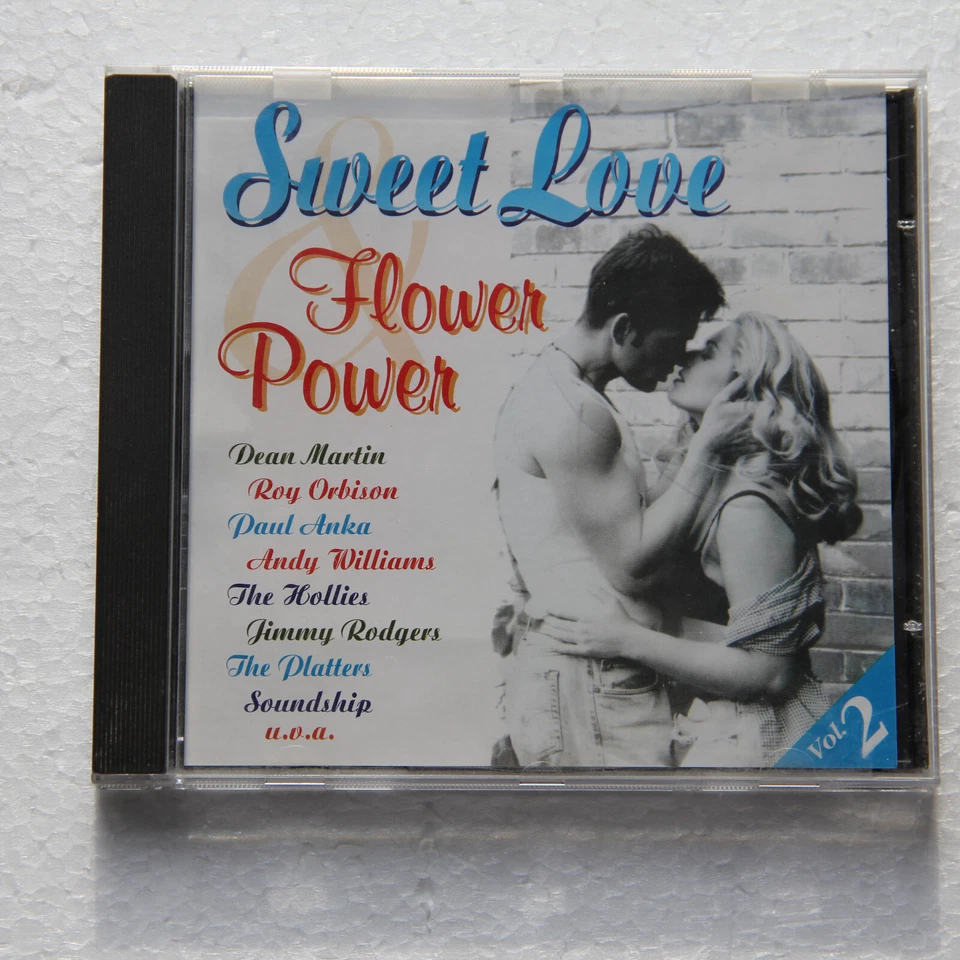 Sweet Love
&
Flower
Power
Dean Martin
Roy Orbison
Paul Anka
Andy Williams
The Hollies
Jimmy Rodgers
The Platters
Soundship
u.v.a.
Vol. 2